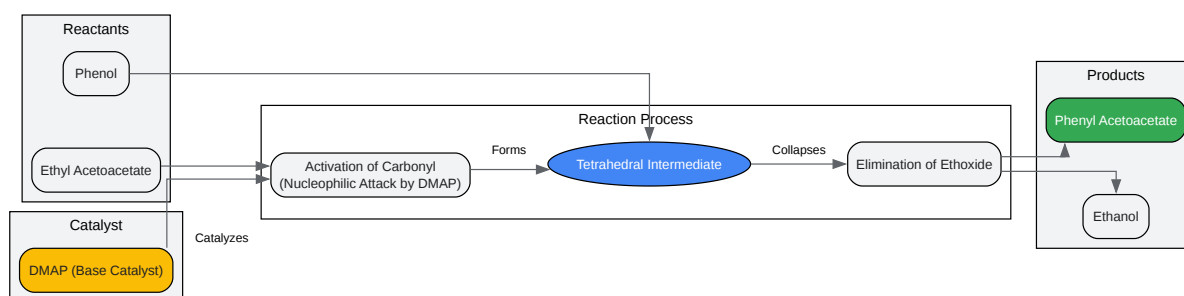 Reactants
Phenol
Ethyl Acetoacetate
Catalyst
DMAP (Base Catalyst)
Catalyzes
Reaction Process
Activation of Carbonyl
(Nucleophilic Attack by DMAP)
Forms
Tetrahedral Intermediate
Collapses
Elimination of Ethoxide
Products
Phenyl Acetoacetate
Ethanol